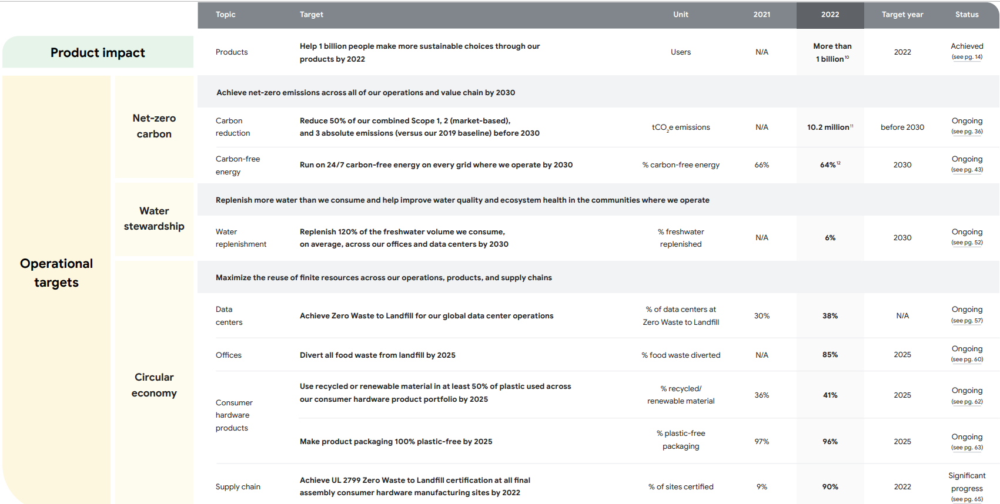 Topic Target Unit 2021 2022 Target year Status
Product impact
Products
Help 1 billion people make more sustainable choices through our
products by 2022
Users
N/A
More than
1 billion¹⁰
2022
Achieved
(see pg. 14)
Operational
targets
Net-zero
carbon
Achieve net-zero emissions across all of our operations and value chain by 2030
Carbon
reduction
Reduce 50% of our combined Scope 1, 2 (market-based),
and 3 absolute emissions (versus our 2019 baseline) before 2030
tCO₂e emissions
N/A
10.2 million¹¹
before 2030
Ongoing
(see pg. 36)
Carbon-free
energy
Run on 24/7 carbon-free energy on every grid where we operate by 2030
% carbon-free energy
66%
64%¹²
2030
Ongoing
(see pg. 43)
Water
stewardship
Replenish more water than we consume and help improve water quality and ecosystem health in the communities where we operate
Water
replenishment
Replenish 120% of the freshwater volume we consume,
on average, across our offices and data centers by 2030
% freshwater
replenished
N/A
6%
2030
Ongoing
(see pg. 52)
Circular
economy
Maximize the reuse of finite resources across our operations, products, and supply chains
Data
centers
Achieve Zero Waste to Landfill for our global data center operations
% of data centers at
Zero Waste to Landfill
30%
38%
N/A
Ongoing
(see pg. 57)
Offices
Divert all food waste from landfill by 2025
% food waste diverted
N/A
85%
2025
Ongoing
(see pg. 60)
Consumer
hardware
products
Use recycled or renewable material in at least 50% of plastic used across
our consumer hardware product portfolio by 2025
% recycled/
renewable material
36%
41%
2025
Ongoing
(see pg. 62)
Make product packaging 100% plastic-free by 2025
% plastic-free
packaging
97%
96%
2025
Ongoing
(see pg. 63)
Supply chain
Achieve UL 2799 Zero Waste to Landfill certification at all final
assembly consumer hardware manufacturing sites by 2022
% of sites certified
9%
90%
2022
Significant
progress
(see pg. 65)